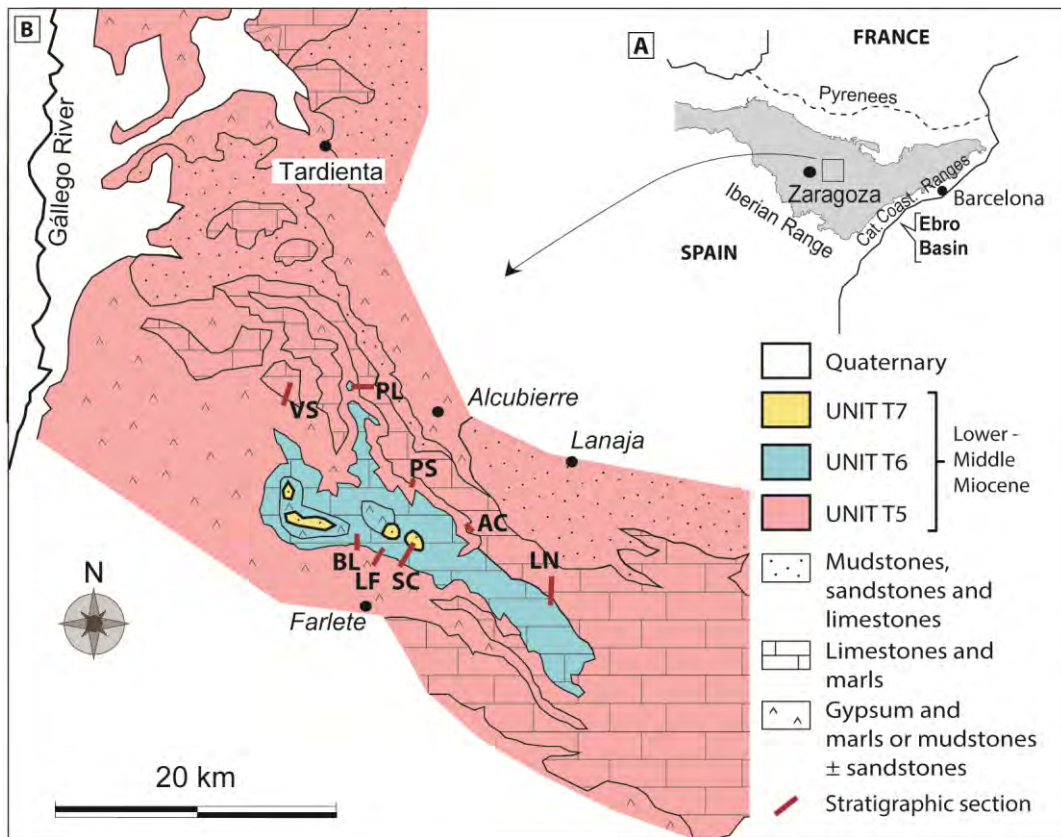 B
Gállego River
Tardienta
VS
PL
Alcubierre
Lanaja
PS
AC
BL
LF
SC
LN
Farlete
N
20 km
A
FRANCE
Pyrenees
Zaragoza
Iberian Range
Cat. Coast. Ranges
Barcelona
Ebro
Basin
SPAIN
Quaternary
UNIT T7
UNIT T6
UNIT T5
Lower -
Middle
Miocene
Mudstones,
sandstones and
limestones
Limestones and
marls
Gypsum and
marls or mudstones
± sandstones
Stratigraphic section